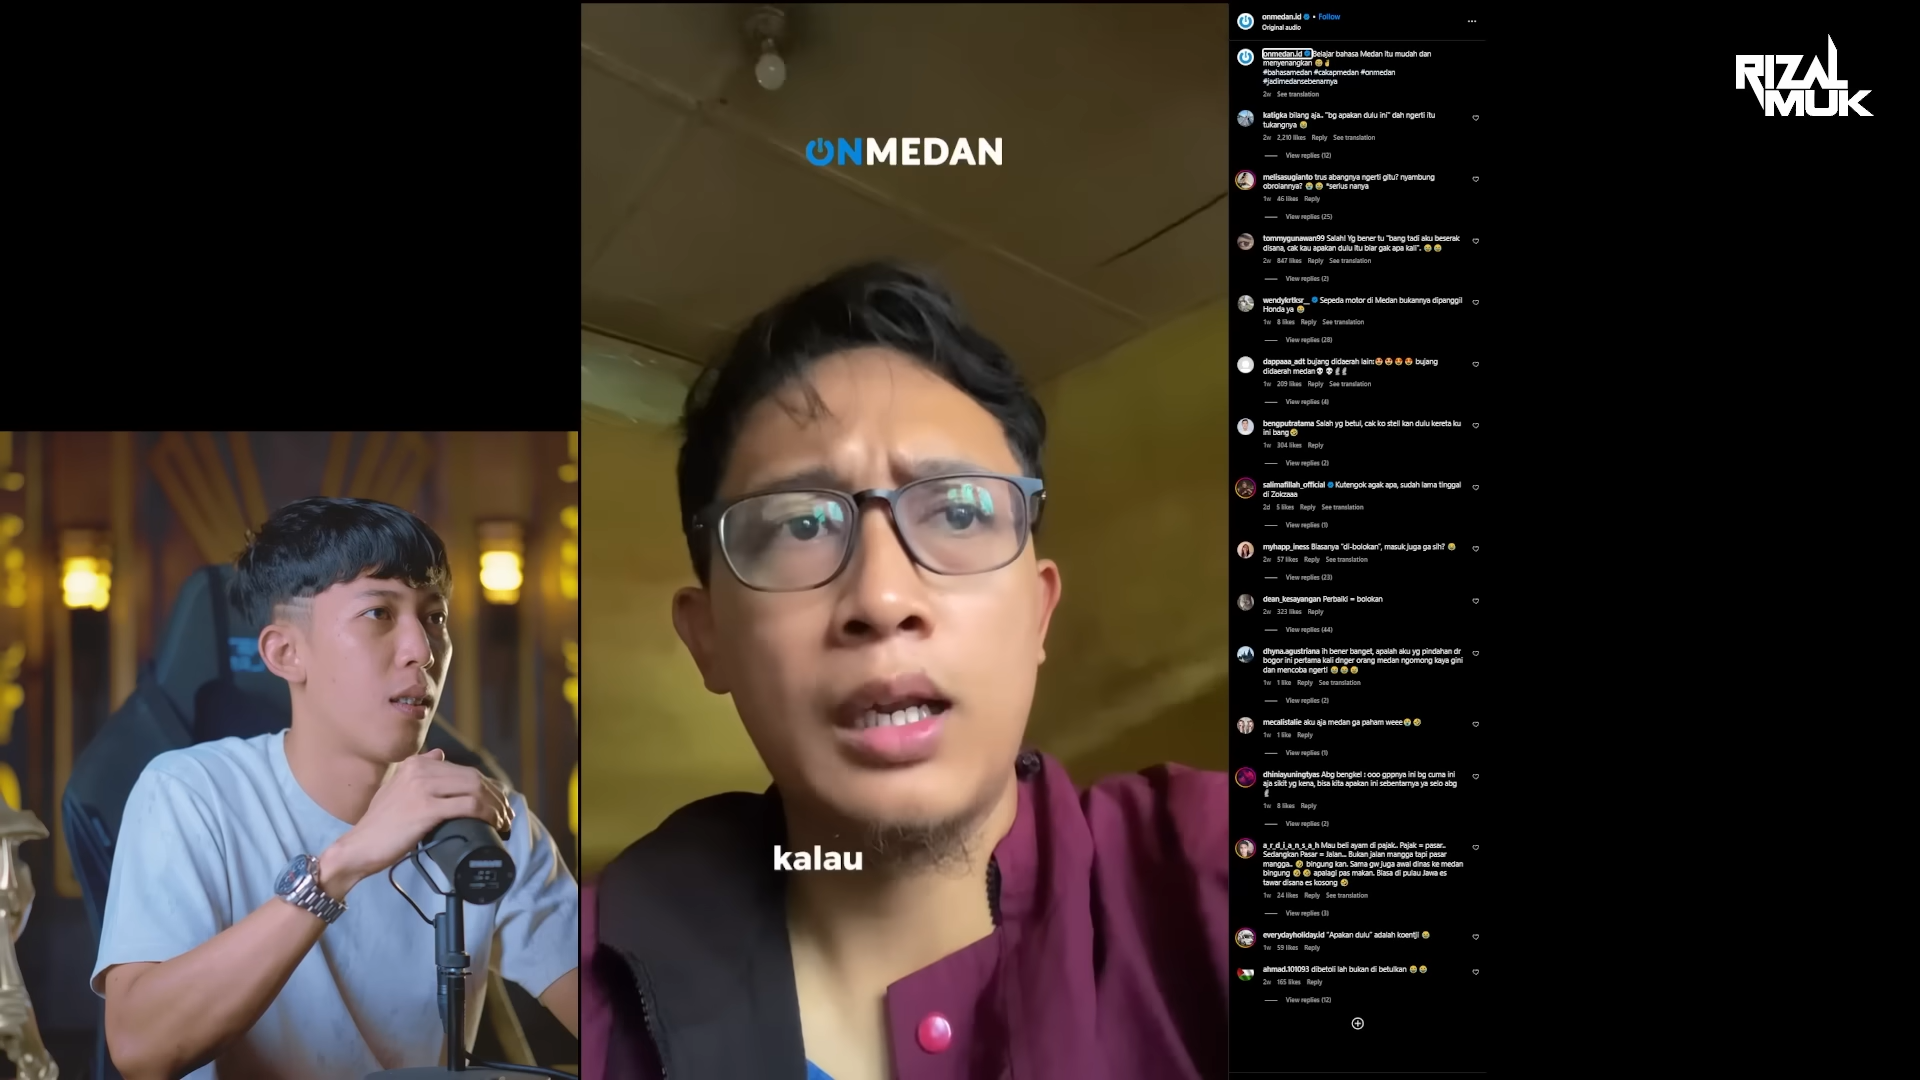 onmedan.id • Follow
Original audio
onmedan.id Belajar bahasa Medan itu mudah dan
menyenangkan 😄✌
#bahasamedan #cakapmedan #onmedan
#jadimedansebenarnya
2w See translation
katigka bilang aja.. "bg apakan dulu ini" dah ngerti itu
tukangnya 😂
2w 2,210 likes Reply See translation
View replies (12)
melisasugianto trus abangnya ngerti gitu? nyambung
obrolannya? 😭😂 *serius nanya
1w 46 likes Reply
View replies (25)
tommygunawan99 Salah! Yg bener tu "bang tadi aku beserak
disana, cak kau apakan dulu itu biar gak apa kali". 😂😂
2w 847 likes Reply See translation
View replies (2)
wendykrtksr__ Sepeda motor di Medan bukannya dipanggil
Honda ya 😅
1w 8 likes Reply See translation
View replies (28)
dappaaa_adt bujang didaerah lain:😍😍😍😍 bujang
didaerah medan💀💀
1w 209 likes Reply See translation
View replies (4)
bengputratama Salah yg betul, cak ko stell kan dulu kereta ku
ini bang🤣
1w 304 likes Reply
View replies (2)
salimafillah_official Kutengok agak apa, sudah lama tinggal
di Zokzaaa
2d 5 likes Reply See translation
View replies (1)
myhapp_iness Biasanya "di-bolokan", masuk juga ga sih? 😂
2w 57 likes Reply See translation
View replies (23)
dean_kesayangan Perbaiki = bolokan
2w 323 likes Reply
View replies (44)
dhyna.agustriana ih bener banget, apalah aku yg pindahan dr
bogor ini pertama kali dnger orang medan ngomong kaya gini
dan mencoba ngerti 😂😂😂
1w 1 like Reply See translation
View replies (2)
mecalistalie aku aja medan ga paham weee😭🤣
1w 1 like Reply
View replies (1)
dhiniayuningtyas Abg bengkel : ooo gppnya ini bg cuma ini
aja sikit yg kena, bisa kita apakan ini sebentarnya ya selo abg
1w 8 likes Reply
View replies (2)
a_r_d_i_a_n_s_a_h Mau beli ayam di pajak.. Pajak = pasar..
Sedangkan Pasar = Jalan... Bukan jalan mangga tapi pasar
mangga.. 🤣 bingung kan. Sama gw juga awal dinas ke medan
bingung 🤣🤣 apalagi pas makan. Biasa di pulau Jawa es
tawar disana es kosong 🤣
1w 24 likes Reply See translation
View replies (3)
everydayholiday.id "Apakan dulu" adalah koentji 😂
1w 59 likes Reply
ahmad.101093 dibetoli lah bukan di betulkan 😂😂
2w 165 likes Reply
View replies (12)
ONMEDAN
kalau
RIZAL
MUK